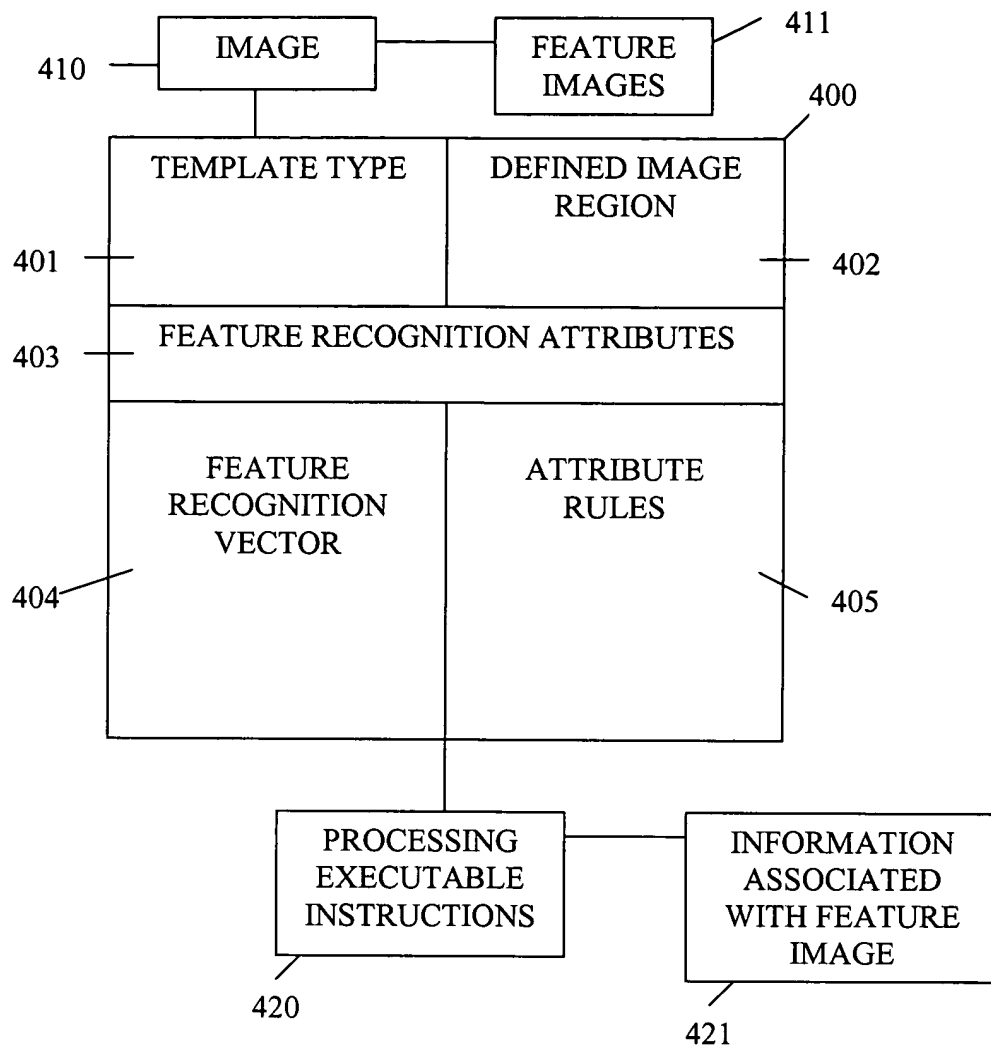 IMAGE
FEATURE
IMAGES
411
410
400
TEMPLATE TYPE
DEFINED IMAGE
REGION
401
402
FEATURE RECOGNITION ATTRIBUTES
403
FEATURE
RECOGNITION
VECTOR
ATTRIBUTE
RULES
404
405
PROCESSING
EXECUTABLE
INSTRUCTIONS
INFORMATION
ASSOCIATED
WITH FEATURE
IMAGE
420
421